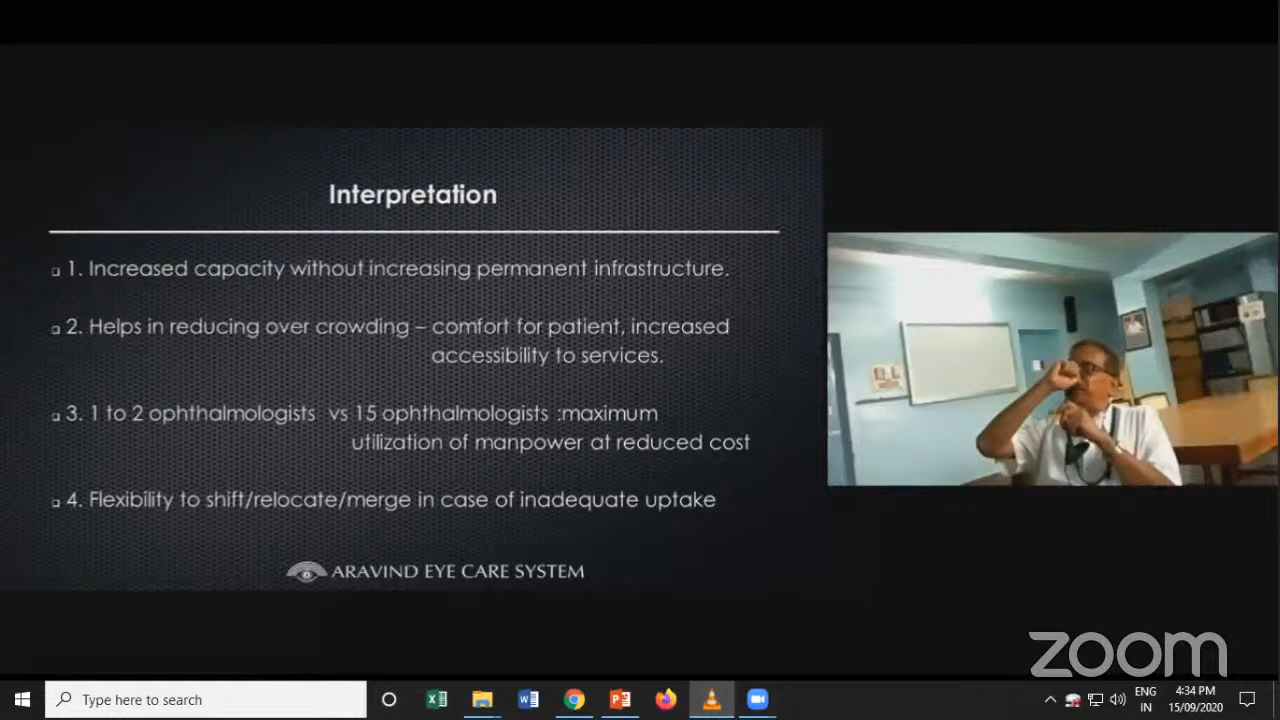 Interpretation
1. Increased capacity without increasing permanent infrastructure.
2. Helps in reducing over crowding – comfort for patient, increased
accessibility to services.
3. 1 to 2 ophthalmologists vs 15 ophthalmologists :maximum
utilization of manpower at reduced cost
4. Flexibility to shift/relocate/merge in case of inadequate uptake
ARAVIND EYE CARE SYSTEM
zoom
Type here to search
ENG
IN
4:34 PM
15/09/2020